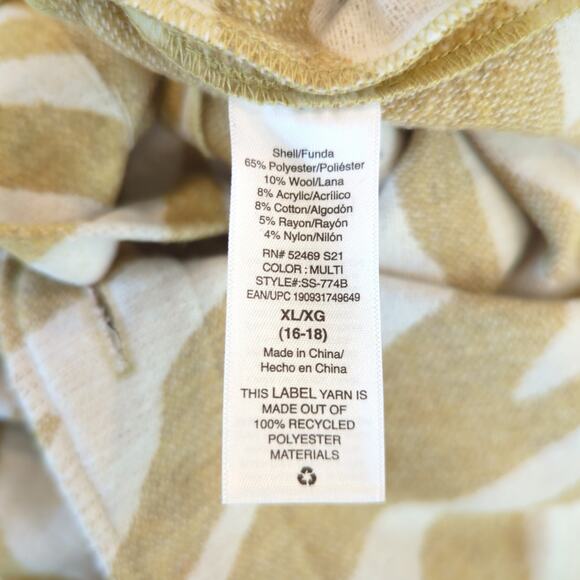 Shell/Funda
65% Polyester/Poliéster
10% Wool/Lana
8% Acrylic/Acrílico
8% Cotton/Algodón
5% Rayon/Rayón
4% Nylon/Nilón
RN# 52469 S21
COLOR : MULTI
STYLE#:SS-774B
EAN/UPC 190931749649
XL/XG
(16-18)
Made in China/
Hecho en China
THIS LABEL YARN IS
MADE OUT OF
100% RECYCLED
POLYESTER
MATERIALS